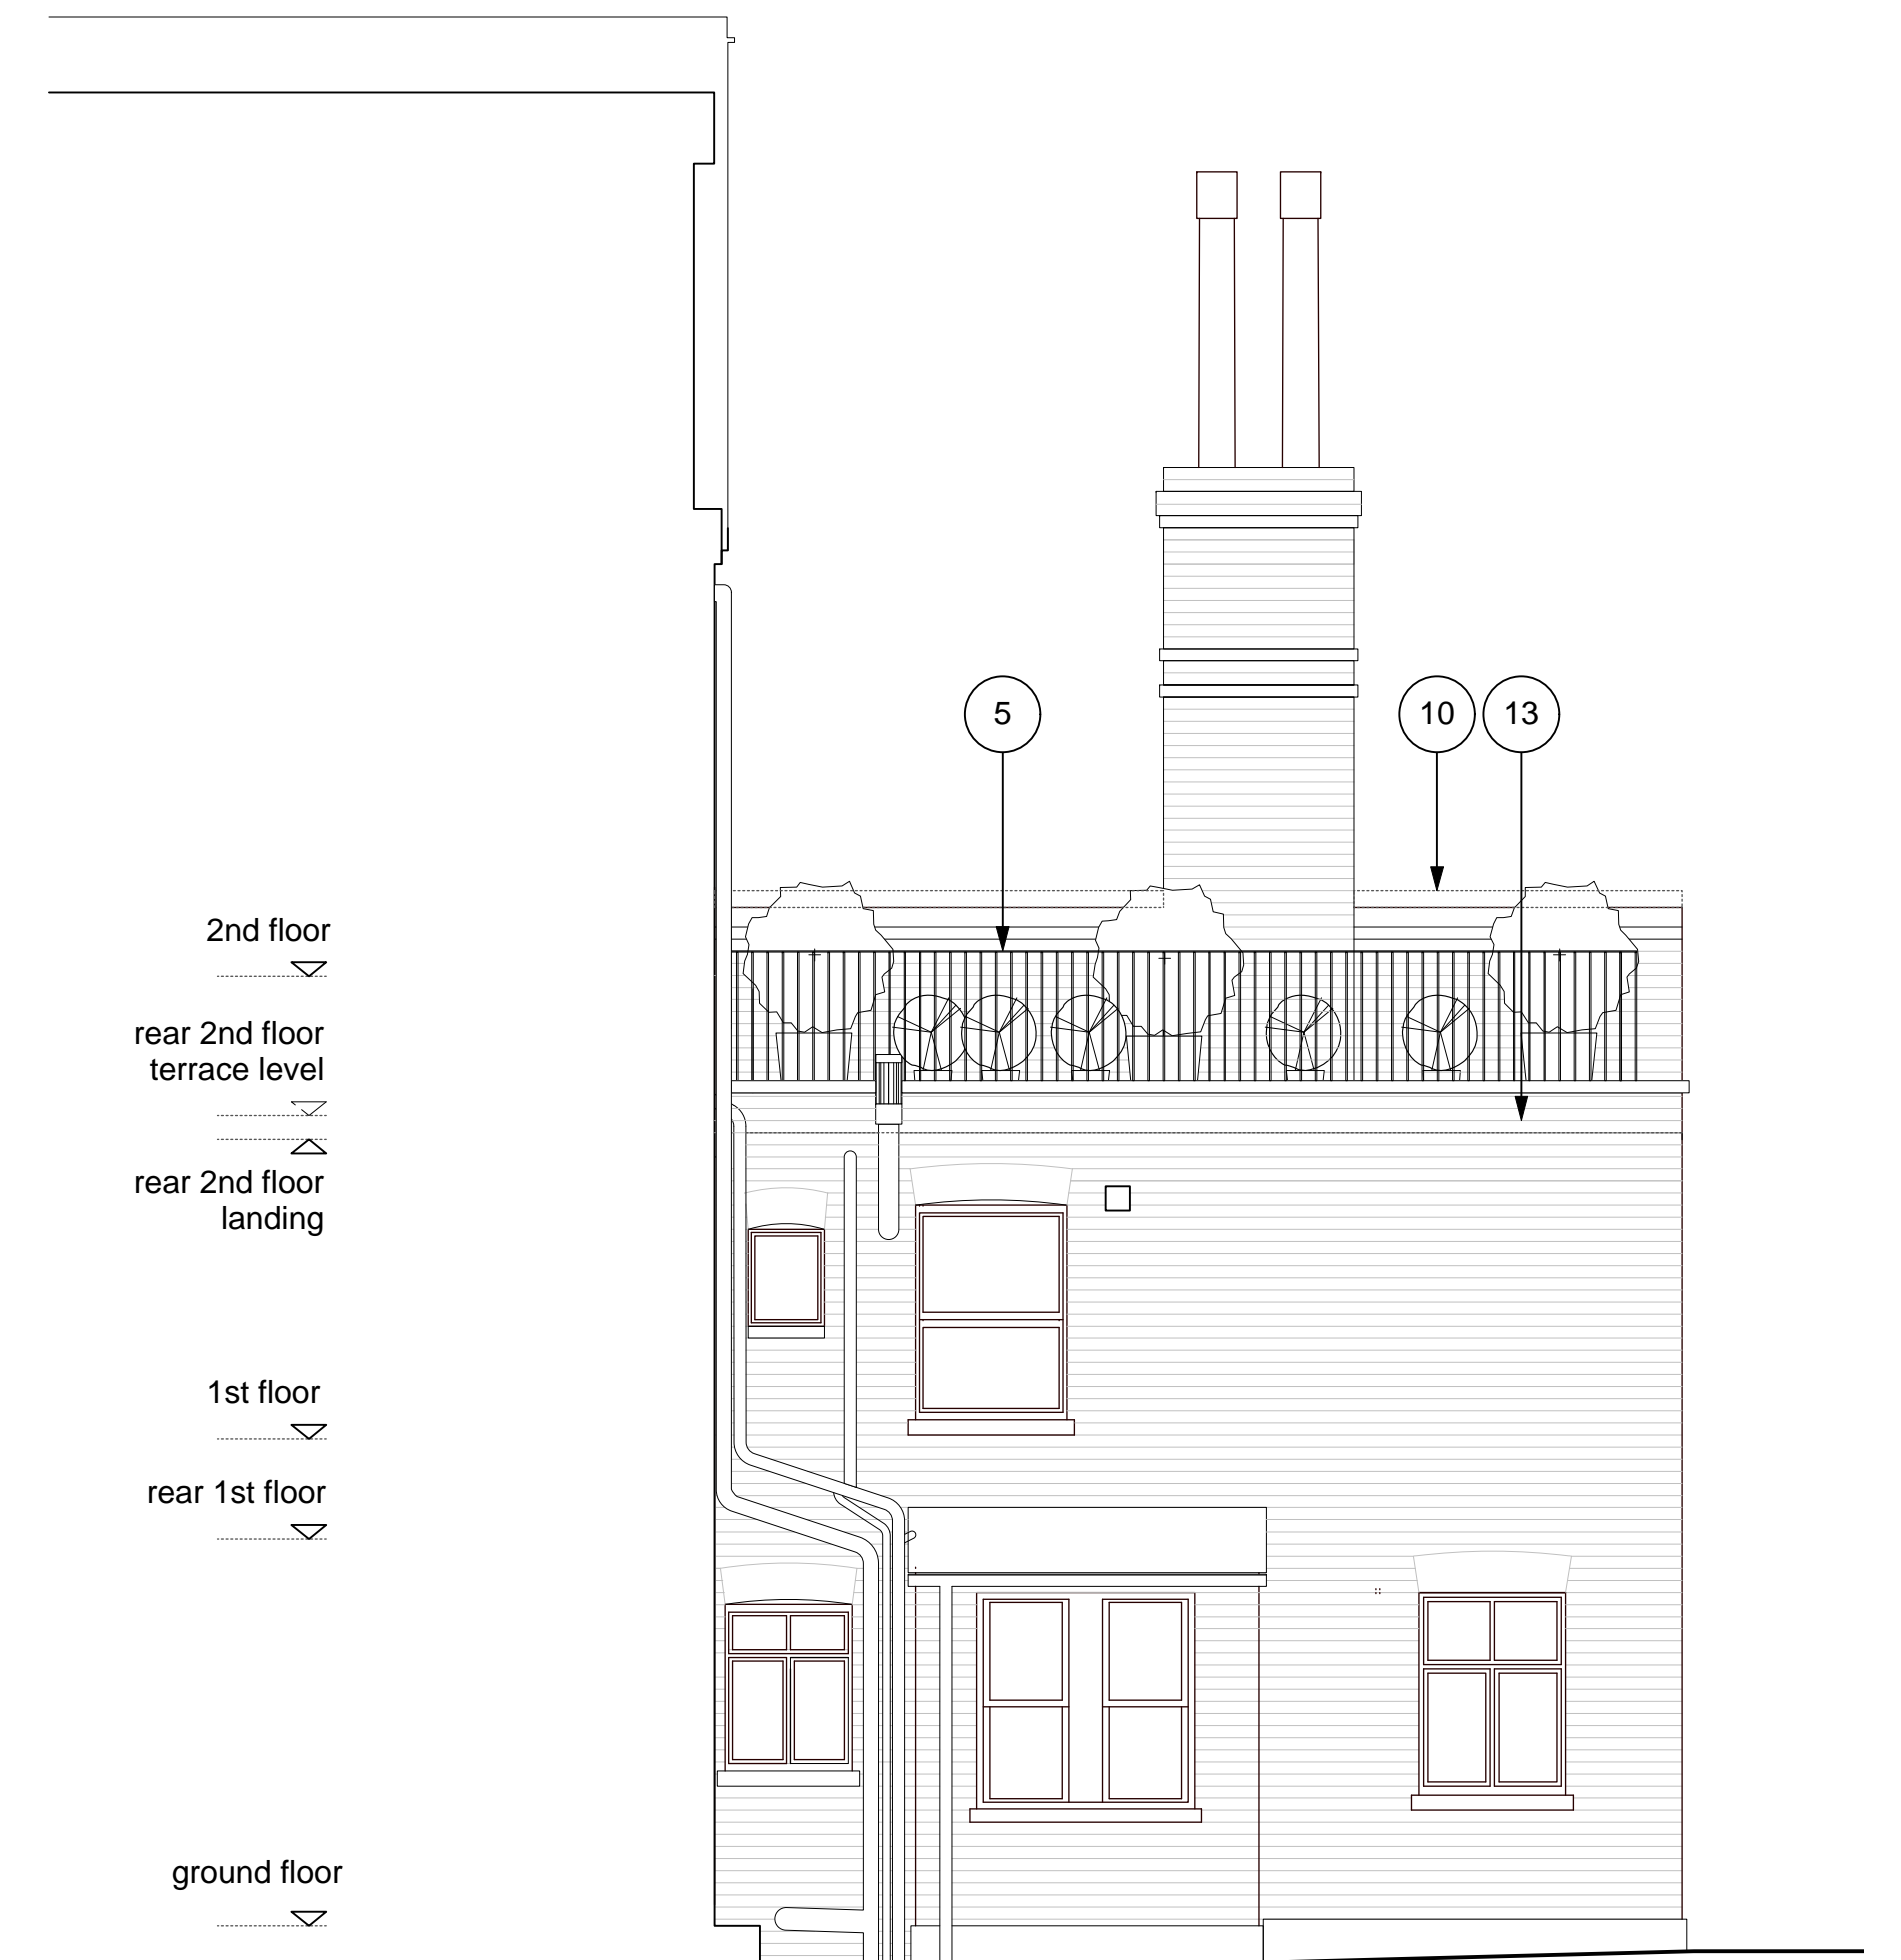 5
10
13
2nd floor
rear 2nd floor
terrace level
rear 2nd floor
landing
1st floor
rear 1st floor
ground floor